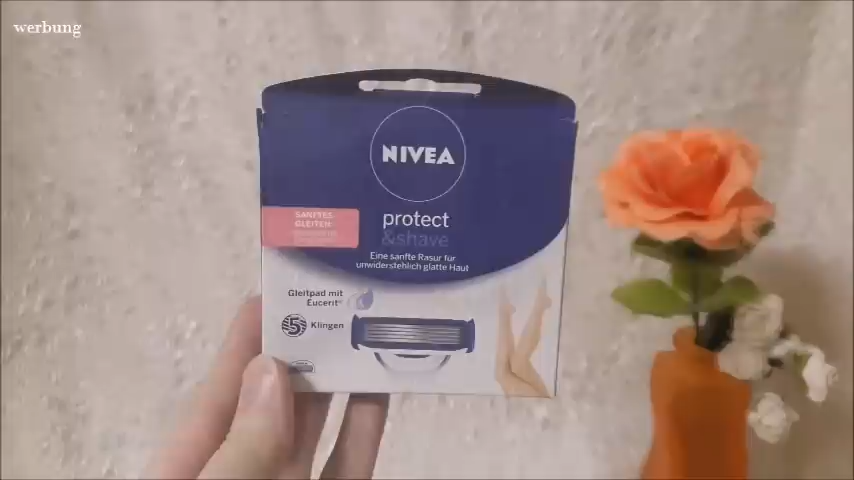 werbung
NIVEA
SANFTES
GLEITEN
protect
&shave
Eine sanfte Rasur für
unwiderstehlich glatte Haut
Gleitpad mit
Eucerit®
5 Klingen